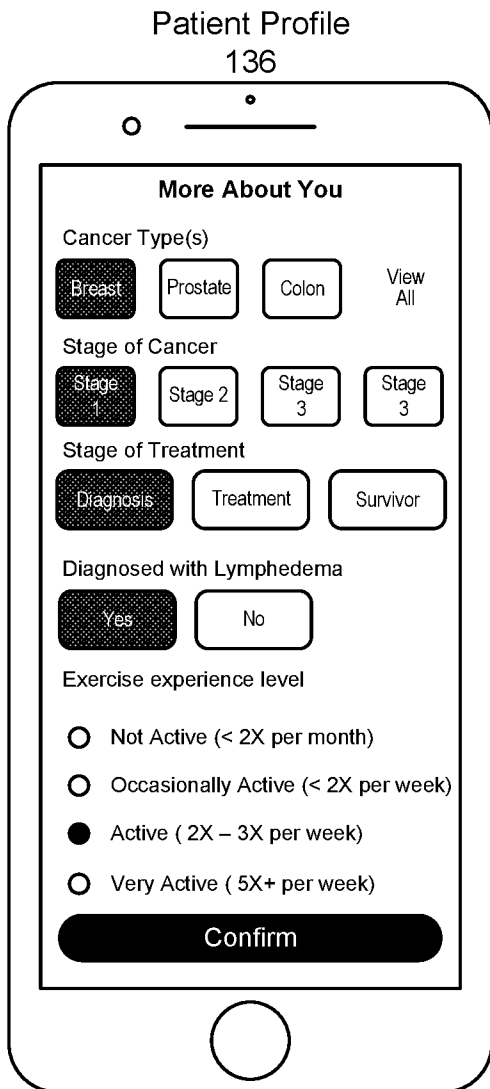 Patient Profile
136
More About You
Cancer Type(s)
Breast Prostate Colon View All
Stage of Cancer
Stage 1 Stage 2 Stage 3 Stage 3
Stage of Treatment
Diagnosis Treatment Survivor
Diagnosed with Lymphedema
Yes No
Exercise experience level
Not Active (< 2X per month)
Occasionally Active (< 2X per week)
Active ( 2X – 3X per week)
Very Active ( 5X+ per week)
Confirm